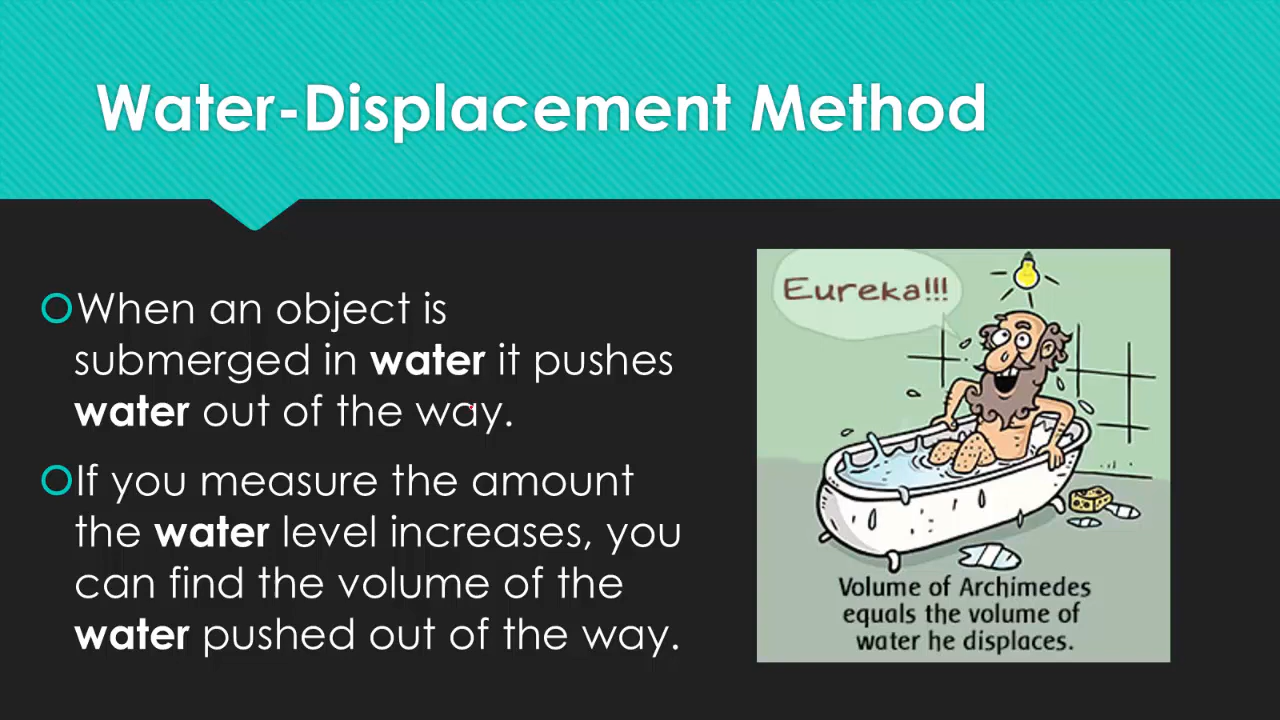 Water-Displacement Method
When an object is
submerged in water it pushes
water out of the way.
If you measure the amount
the water level increases, you
can find the volume of the
water pushed out of the way.
Eureka!!!
Volume of Archimedes
equals the volume of
water he displaces.